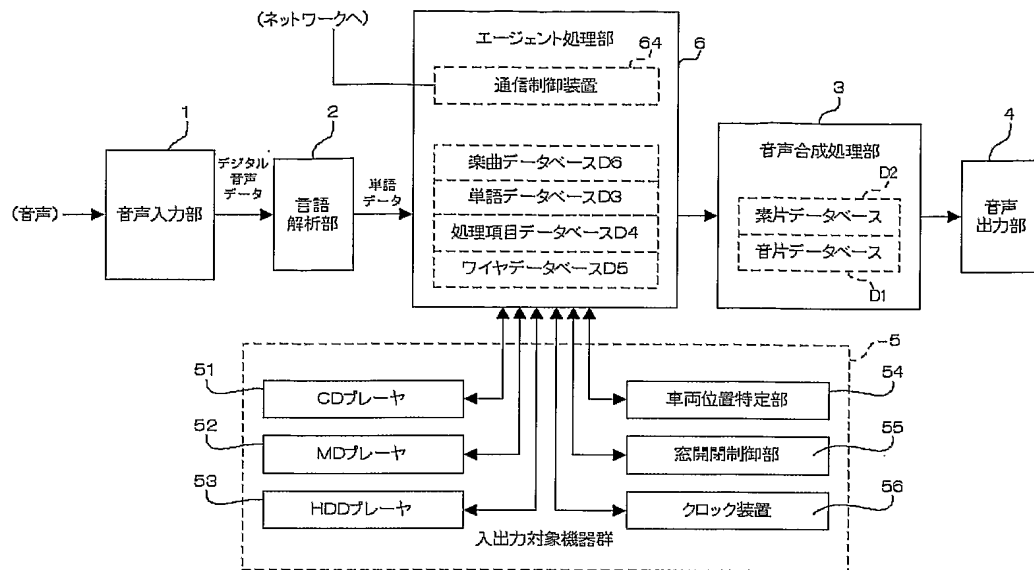 (ネットワークへ)
エージェント処理部
64
6
通信制御装置
1
デジタル
音声
データ
2
単語
データ
3
4
(音声)
音声入力部
言語
解析部
楽曲データベースD6
単語データベースD3
処理項目データベースD4
ワイヤデータベースD5
音声合成処理部
D2
素片データベース
音片データベース
D1
音声
出力部
5
51
CDプレーヤ
52
MDプレーヤ
53
HDDプレーヤ
54
車両位置特定部
55
窓開閉制御部
56
クロック装置
入出力対象機器群